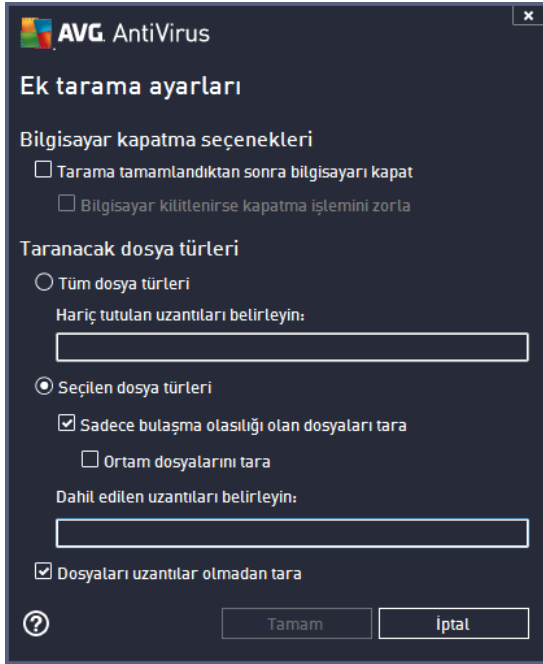 AVG. AntiVirus
Ek tarama ayarları
Bilgisayar kapatma seçenekleri
Tarama tamamlandıktan sonra bilgisayarı kapat
Bilgisayar kilitlenirse kapatma işlemini zorla
Taranacak dosya türleri
Tüm dosya türleri
Hariç tutulan uzantıları belirleyin:
Seçilen dosya türleri
Sadece bulaşma olasılığı olan dosyaları tara
Ortam dosyalarını tara
Dahil edilen uzantıları belirleyin:
Dosyaları uzantılar olmadan tara
Tamam İptal